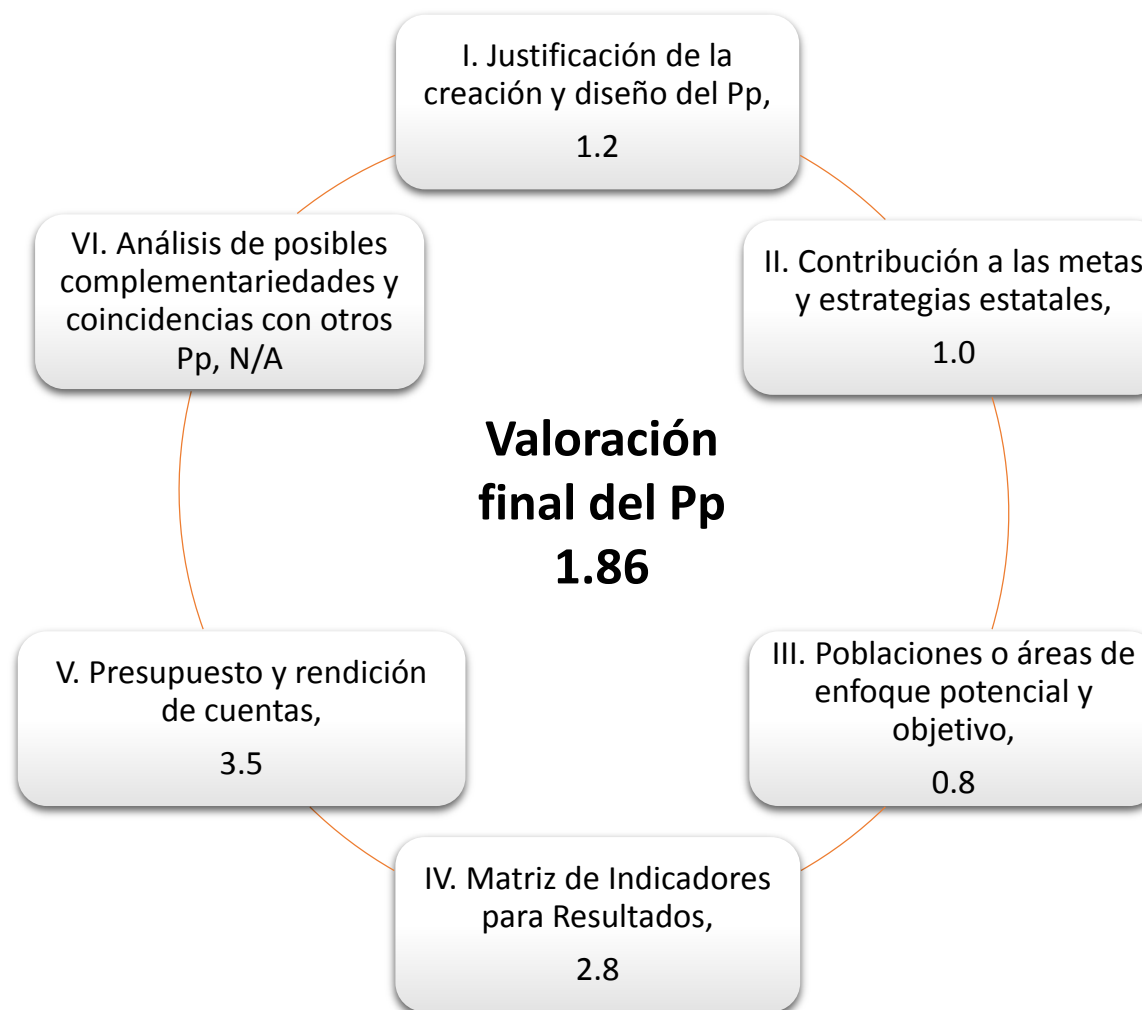 I. Justificación de la
creación y diseño del Pp,
1.2
II. Contribución a las metas
y estrategias estatales,
1.0
III. Poblaciones o áreas de
enfoque potencial y
objetivo,
0.8
IV. Matriz de Indicadores
para Resultados,
2.8
V. Presupuesto y rendición
de cuentas,
3.5
VI. Análisis de posibles
complementariedades y
coincidencias con otros
Pp, N/A
Valoración
final del Pp
1.86